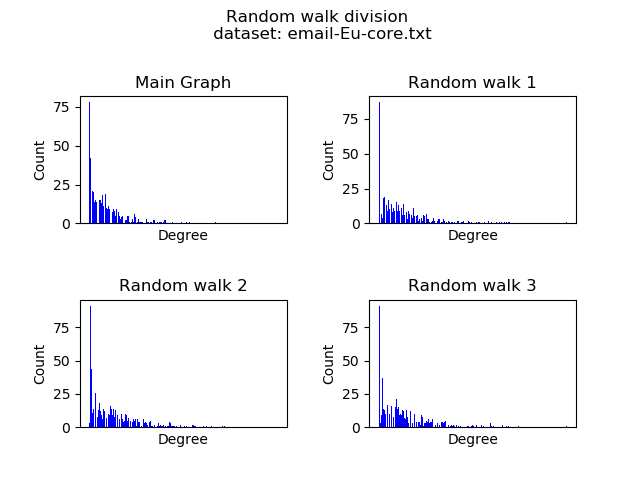 Random walk division
dataset: email-Eu-core.txt
Main Graph
75
50
25
0
Count
Degree
Random walk 1
75
50
25
0
Count
Degree
Random walk 2
75
50
25
0
Count
Degree
Random walk 3
75
50
25
0
Count
Degree